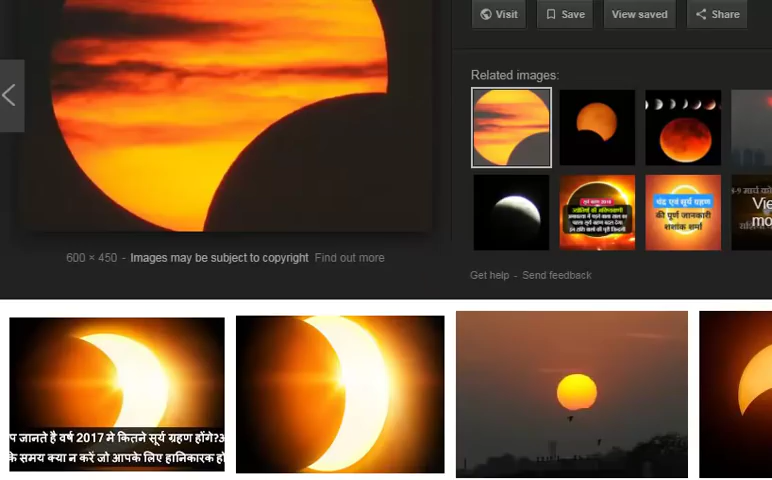 Visit Save View saved Share
Related images:
चंद्र एवं सूर्य ग्रहण
की पूर्ण जानकारी
शशांक शर्मा
600 × 450 - Images may be subject to copyright Find out more
Get help - Send feedback
जानते है वर्ष 2017 मे कितने सूर्य ग्रहण होंगे?
समय क्या न करें जो आपके लिए हानिकारक